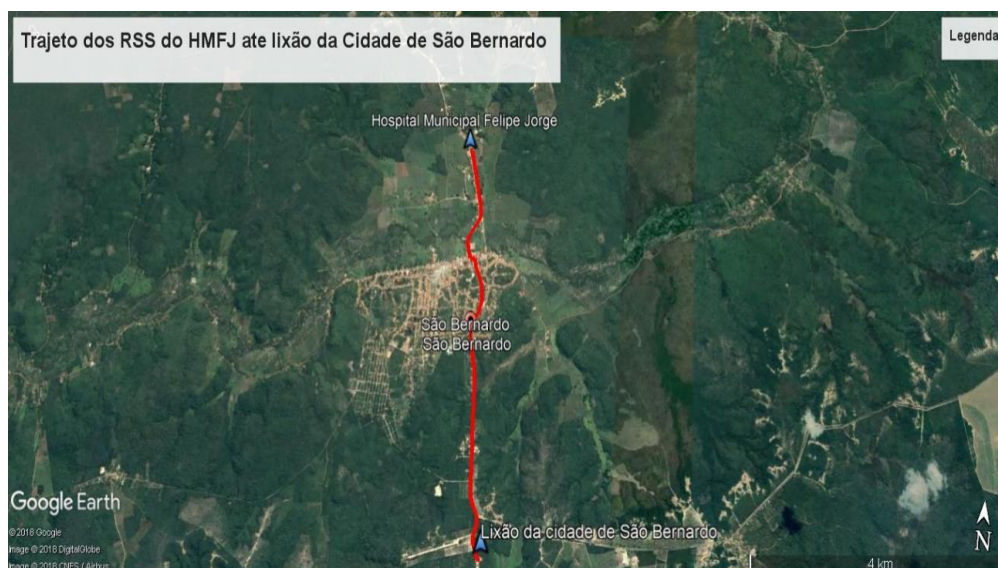 Trajeto dos RSS do HMFJ ate lixão da Cidade de São Bernardo
Legenda
Hospital Municipal Felipe Jorge
São Bernardo
São Bernardo
Lixão da cidade de São Bernardo
Google Earth
© 2018 Google
Image © 2018 DigitalGlobe
Image © 2018 CNES / Airbus
N
4 km